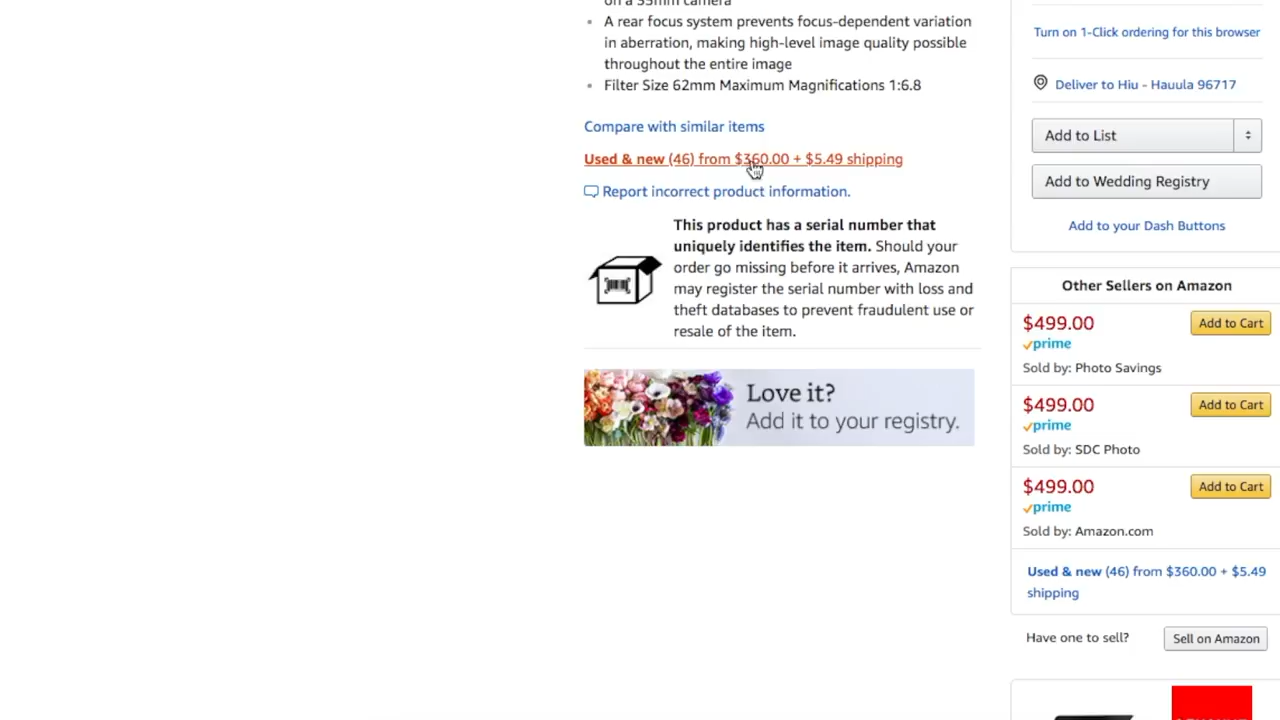 on a 35mm camera
A rear focus system prevents focus-dependent variation
in aberration, making high-level image quality possible
throughout the entire image
Filter Size 62mm Maximum Magnifications 1:6.8
Compare with similar items
Used & new (46) from $360.00 + $5.49 shipping
Report incorrect product information.
This product has a serial number that
uniquely identifies the item. Should your
order go missing before it arrives, Amazon
may register the serial number with loss and
theft databases to prevent fraudulent use or
resale of the item.
Love it?
Add it to your registry.
Turn on 1-Click ordering for this browser
Deliver to Hiu - Hauula 96717
Add to List
Add to Wedding Registry
Add to your Dash Buttons
Other Sellers on Amazon
$499.00 Add to Cart
prime
Sold by: Photo Savings
$499.00 Add to Cart
prime
Sold by: SDC Photo
$499.00 Add to Cart
prime
Sold by: Amazon.com
Used & new (46) from $360.00 + $5.49
shipping
Have one to sell? Sell on Amazon